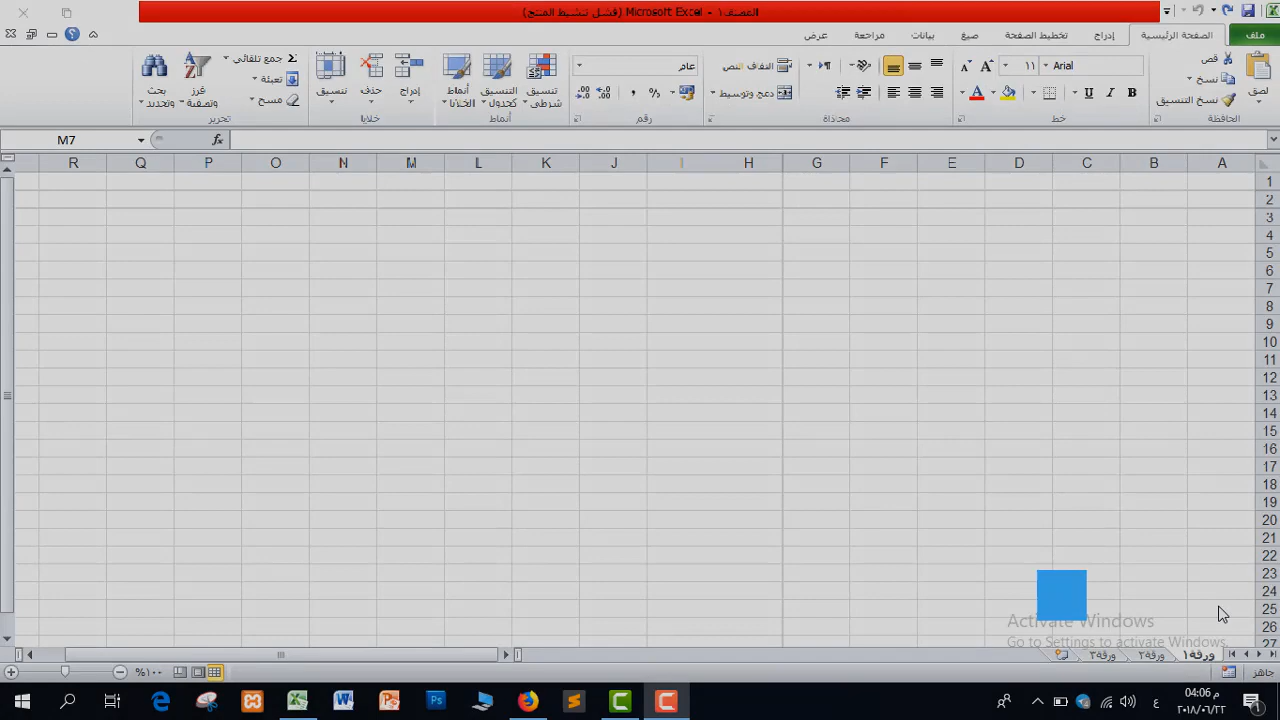 المصنف١ - Microsoft Excel (فشل تنشيط المنتج)
ملف الصفحة الرئيسية إدراج تخطيط الصفحة صيغ بيانات مراجعة عرض
قص
نسخ
نسخ التنسيق
لصق
الحافظة
Arial ١١
B I U
خط
التفاف النص
دمج وتوسيط
محاذاة
عام
%
رقم
تنسيق شرطي
التنسيق كجدول
أنماط الخلايا
أنماط
إدراج
حذف
تنسيق
خلايا
جمع تلقائي
تعبئة
مسح
فرز وتصفية
بحث وتحديد
تحرير
M7 fx
A B C D E F G H I J K L M N O P Q R
1
2
3
4
5
6
7
8
9
10
11
12
13
14
15
16
17
18
19
20
21
22
23
24
25
26
27
Activate Windows
Go to Settings to activate Windows.
ورقة١ ورقة٢ ورقة٣
جاهز
%١٠٠
04:06 م
٢٠١٨/٠٦/٢٢
ع
1